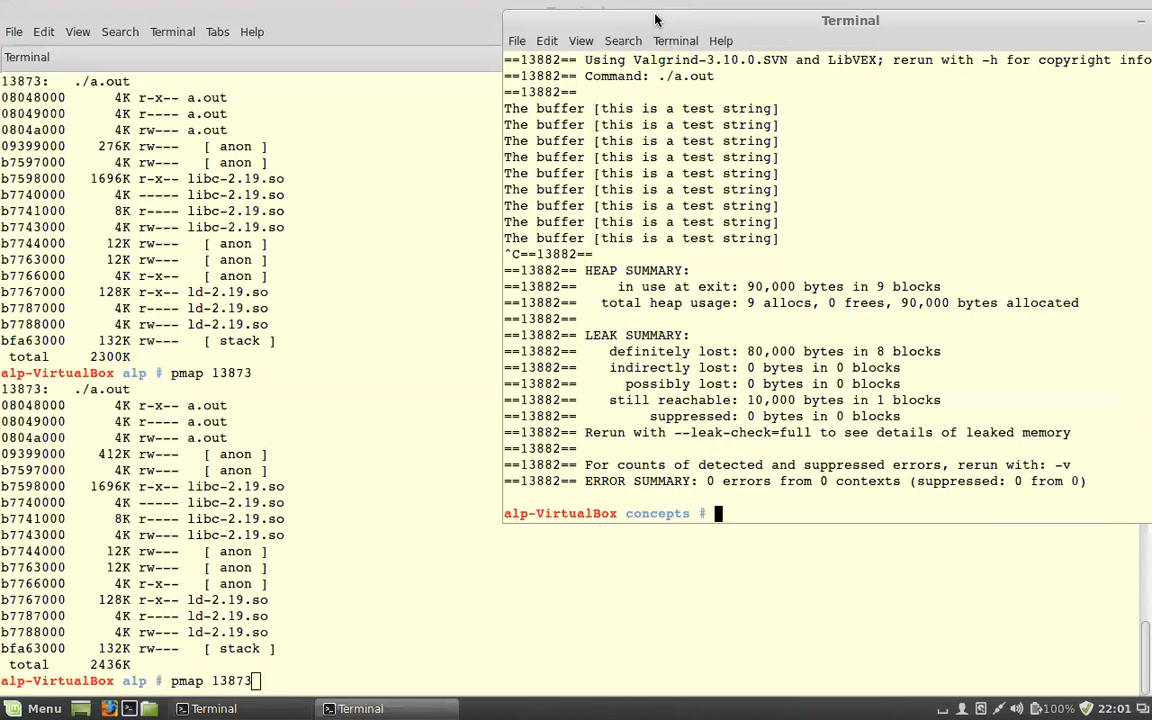 Terminal
File Edit View Search Terminal Tabs Help
Terminal
13873:   ./a.out
08048000      4K r-x-- a.out
08049000      4K r---- a.out
0804a000      4K rw--- a.out
09399000    276K rw---   [ anon ]
b7597000      4K rw---   [ anon ]
b7598000   1696K r-x-- libc-2.19.so
b7740000      4K ----- libc-2.19.so
b7741000      8K r---- libc-2.19.so
b7743000      4K rw--- libc-2.19.so
b7744000     12K rw---   [ anon ]
b7763000     12K rw---   [ anon ]
b7766000      4K r-x--   [ anon ]
b7767000    128K r-x-- ld-2.19.so
b7787000      4K r---- ld-2.19.so
b7788000      4K rw--- ld-2.19.so
bfa63000    132K rw---   [ stack ]
 total     2300K
alp-VirtualBox alp # pmap 13873
13873:   ./a.out
08048000      4K r-x-- a.out
08049000      4K r---- a.out
0804a000      4K rw--- a.out
09399000    412K rw---   [ anon ]
b7597000      4K rw---   [ anon ]
b7598000   1696K r-x-- libc-2.19.so
b7740000      4K ----- libc-2.19.so
b7741000      8K r---- libc-2.19.so
b7743000      4K rw--- libc-2.19.so
b7744000     12K rw---   [ anon ]
b7763000     12K rw---   [ anon ]
b7766000      4K r-x--   [ anon ]
b7767000    128K r-x-- ld-2.19.so
b7787000      4K r---- ld-2.19.so
b7788000      4K rw--- ld-2.19.so
bfa63000    132K rw---   [ stack ]
 total     2436K
alp-VirtualBox alp # pmap 13873
Terminal
File Edit View Search Terminal Help
==13882== Using Valgrind-3.10.0.SVN and LibVEX; rerun with -h for copyright info
==13882== Command: ./a.out
==13882==
The buffer [this is a test string]
The buffer [this is a test string]
The buffer [this is a test string]
The buffer [this is a test string]
The buffer [this is a test string]
The buffer [this is a test string]
The buffer [this is a test string]
The buffer [this is a test string]
The buffer [this is a test string]
^C==13882==
==13882== HEAP SUMMARY:
==13882==     in use at exit: 90,000 bytes in 9 blocks
==13882==   total heap usage: 9 allocs, 0 frees, 90,000 bytes allocated
==13882==
==13882== LEAK SUMMARY:
==13882==    definitely lost: 80,000 bytes in 8 blocks
==13882==    indirectly lost: 0 bytes in 0 blocks
==13882==      possibly lost: 0 bytes in 0 blocks
==13882==    still reachable: 10,000 bytes in 1 blocks
==13882==         suppressed: 0 bytes in 0 blocks
==13882== Rerun with --leak-check=full to see details of leaked memory
==13882==
==13882== For counts of detected and suppressed errors, rerun with: -v
==13882== ERROR SUMMARY: 0 errors from 0 contexts (suppressed: 0 from 0)
alp-VirtualBox concepts #
Menu Terminal Terminal 100% 22:01